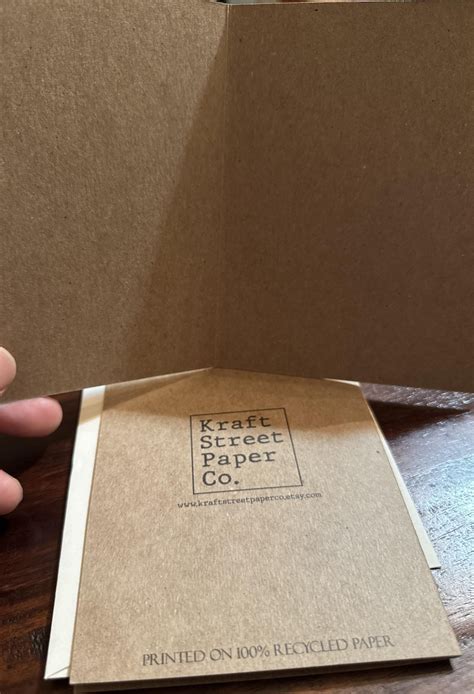 Kraft
Street
Paper
Co.
www.kraftstreetpaperco.etsy.com
PRINTED ON 100% RECYCLED PAPER